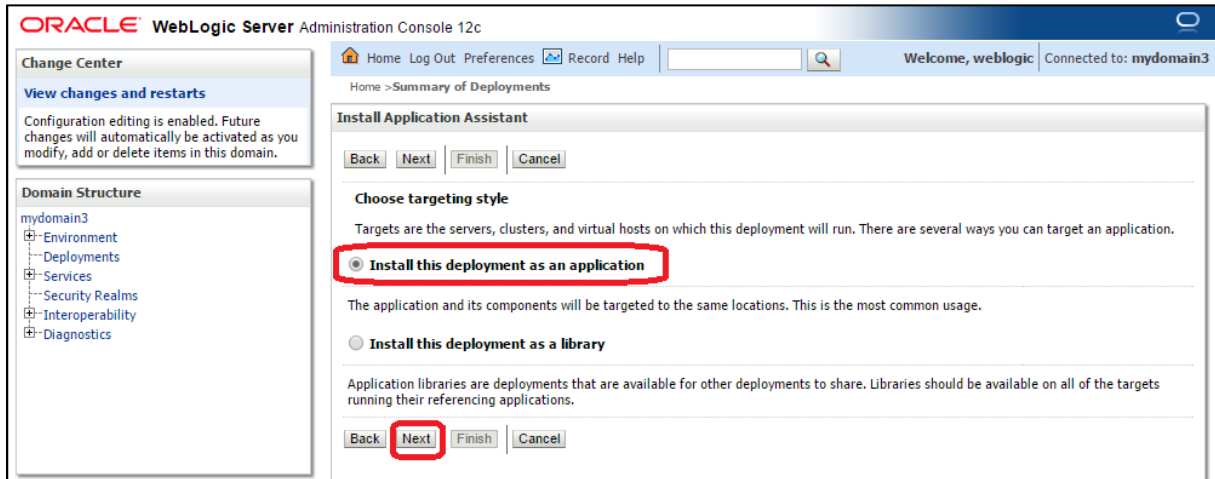 ORACLE WebLogic Server Administration Console 12c
Change Center
View changes and restarts
Configuration editing is enabled. Future
changes will automatically be activated as you
modify, add or delete items in this domain.
Domain Structure
mydomain3
Environment
Deployments
Services
Security Realms
Interoperability
Diagnostics
Home Log Out Preferences Record Help
Welcome, weblogic Connected to: mydomain3
Home >Summary of Deployments
Install Application Assistant
Back Next Finish Cancel
Choose targeting style
Targets are the servers, clusters, and virtual hosts on which this deployment will run. There are several ways you can target an application.
Install this deployment as an application
The application and its components will be targeted to the same locations. This is the most common usage.
Install this deployment as a library
Application libraries are deployments that are available for other deployments to share. Libraries should be available on all of the targets
running their referencing applications.
Back Next Finish Cancel